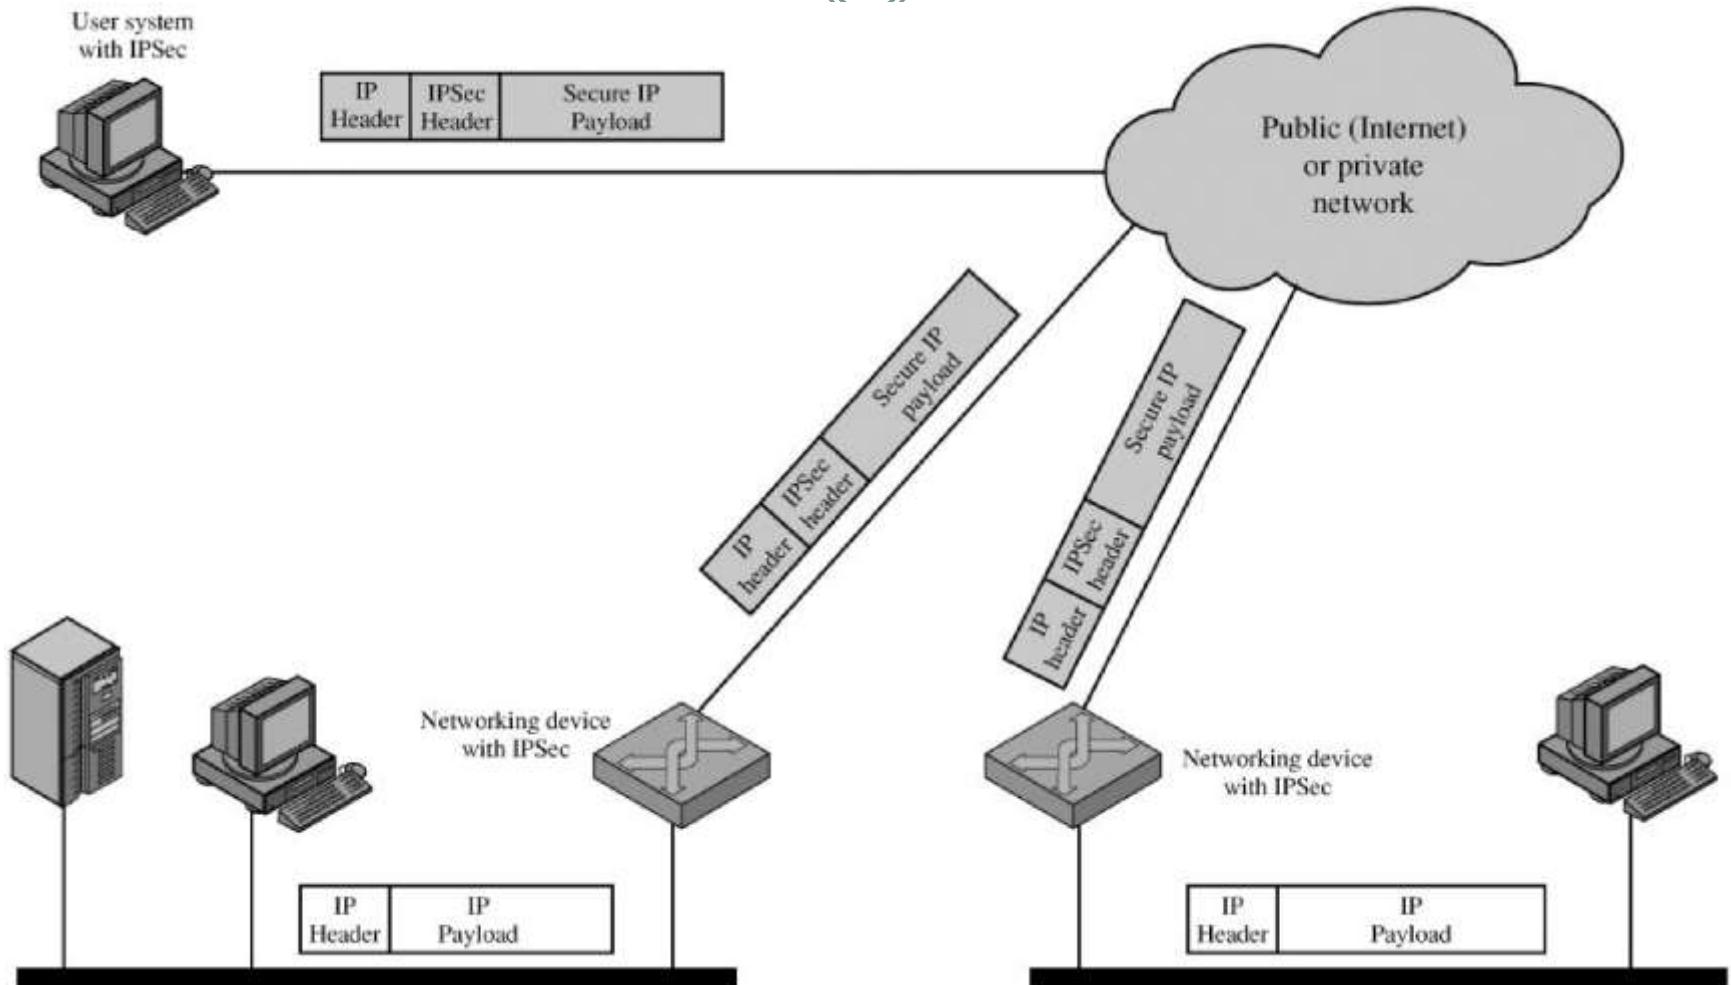 User system
with IPSec
IP
Header
IPSec
Header
Secure IP
Payload
Public (Internet)
or private
network
Secure IP
payload
IPSec
header
IP
header
Secure IP
payload
IPSec
header
IP
header
Networking device
with IPSec
Networking device
with IPSec
IP
Header
IP
Payload
IP
Header
IP
Payload